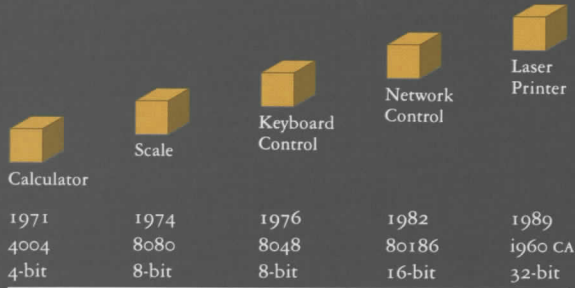 Laser
Printer
Network
Control
Keyboard
Control
Scale
Calculator
1971 1974 1976 1982 1989
4004 8080 8048 80186 i960 CA
4-bit 8-bit 8-bit 16-bit 32-bit